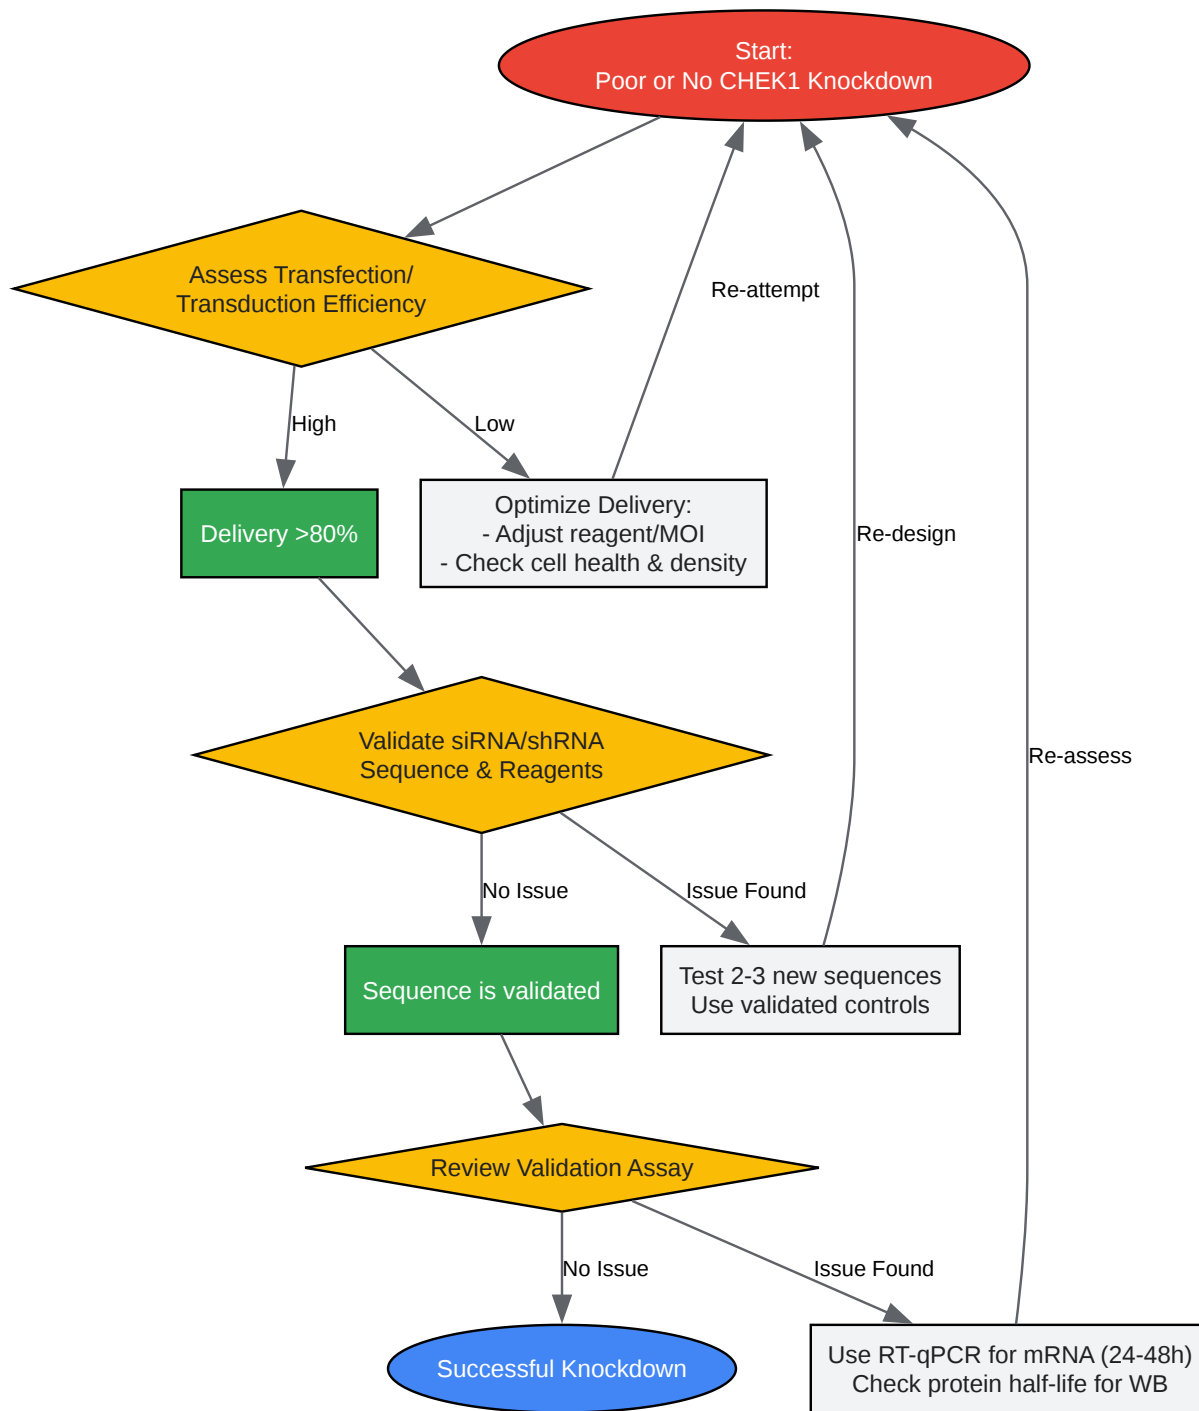 Start:
Poor or No CHEK1 Knockdown
Assess Transfection/
Transduction Efficiency
Re-attempt
High
Low
Delivery >80%
Optimize Delivery:
- Adjust reagent/MOI
- Check cell health & density
Re-design
Validate siRNA/shRNA
Sequence & Reagents
Re-assess
No Issue
Issue Found
Sequence is validated
Test 2-3 new sequences
Use validated controls
Review Validation Assay
No Issue
Issue Found
Successful Knockdown
Use RT-qPCR for mRNA (24-48h)
Check protein half-life for WB